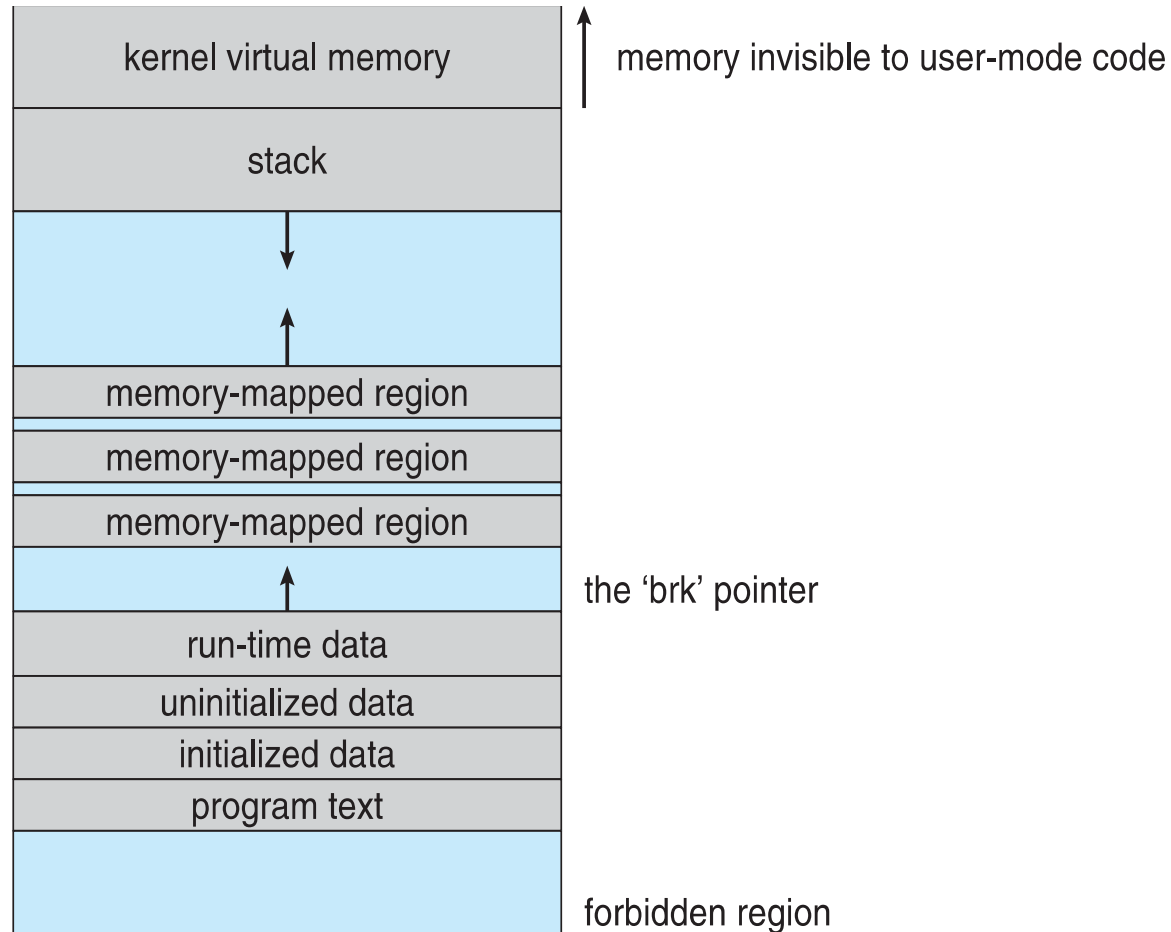 kernel virtual memory
memory invisible to user-mode code
stack
memory-mapped region
memory-mapped region
memory-mapped region
the ‘brk’ pointer
run-time data
uninitialized data
initialized data
program text
forbidden region